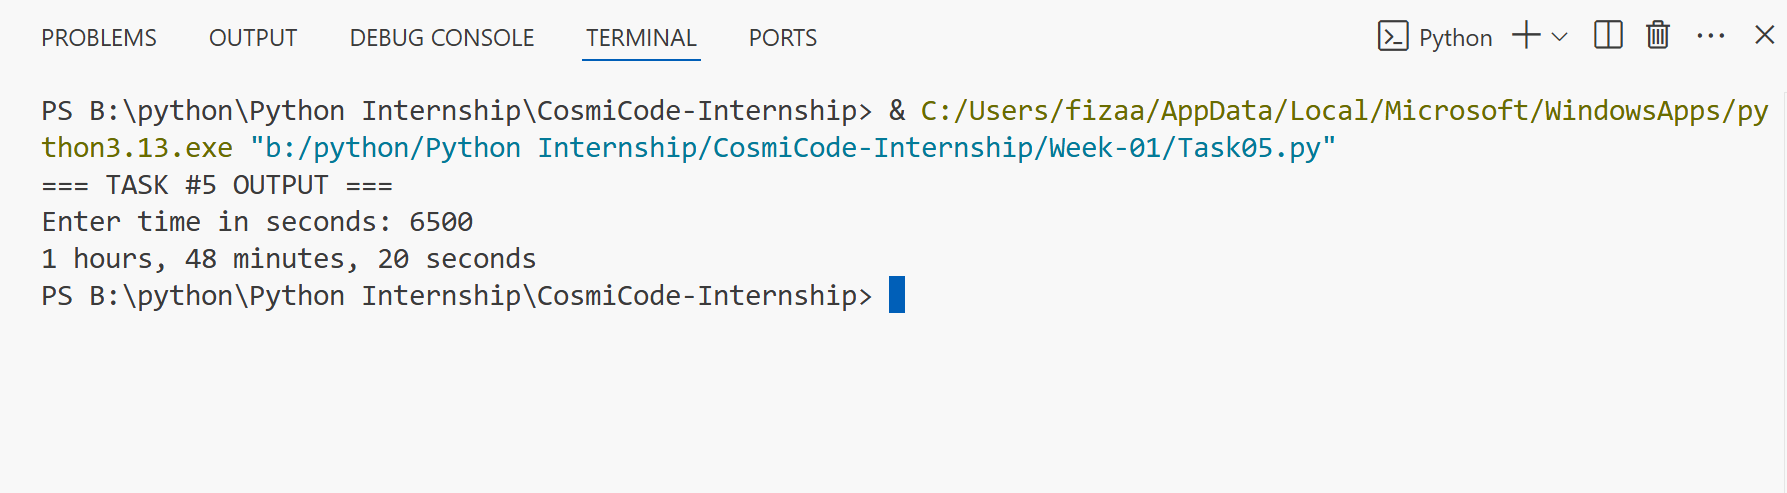 PROBLEMS OUTPUT DEBUG CONSOLE TERMINAL PORTS Python
PS B:\python\Python Internship\CosmiCode-Internship> & C:/Users/fizaa/AppData/Local/Microsoft/WindowsApps/py
thon3.13.exe "b:/python/Python Internship/CosmiCode-Internship/Week-01/Task05.py"
=== TASK #5 OUTPUT ===
Enter time in seconds: 6500
1 hours, 48 minutes, 20 seconds
PS B:\python\Python Internship\CosmiCode-Internship>